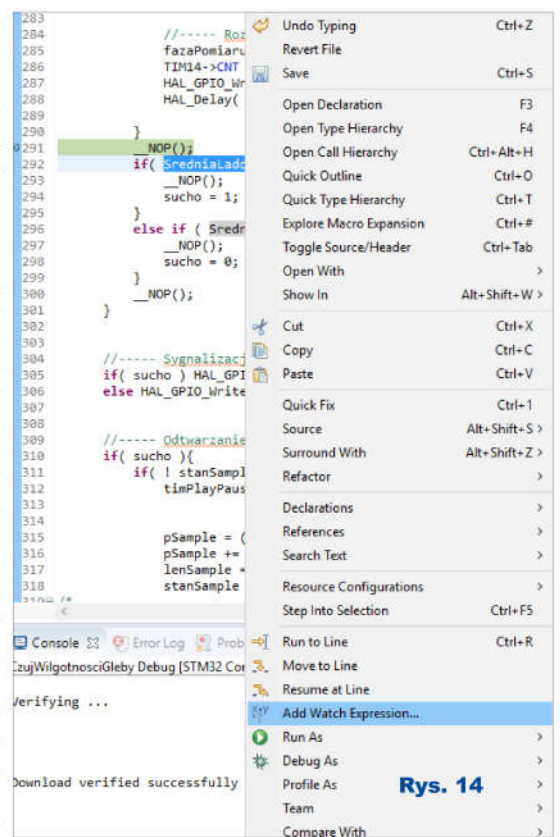 283
284 //----- Roz
285 fazaPomiaru
286 TIM14->CNT
287 HAL_GPIO_Wr
288 HAL_Delay(
289
290 }
291 __NOP();
292 if( SredniaLado
293 __NOP();
294 sucho = 1;
295 }
296 else if ( Sredn
297 __NOP();
298 sucho = 0;
299 }
300 __NOP();
301 }
302
303
304 //----- Sygnalizacj
305 if( sucho ) HAL_GPI
306 else HAL_GPIO_Write
307
308
309 //----- Odtwarzanie
310 if( sucho ){
311 if( ! stanSampl
312 timPlayPaus
313
314
315 pSample = (
316 pSample +=
317 lenSample =
318 stanSample
319 /*
Console Error Log Prob
CzujWilgotnosciGleby Debug [STM32 Cor
Verifying ...
Download verified successfully
Undo Typing Ctrl+Z
Revert File
Save Ctrl+S
Open Declaration F3
Open Type Hierarchy F4
Open Call Hierarchy Ctrl+Alt+H
Quick Outline Ctrl+O
Quick Type Hierarchy Ctrl+T
Explore Macro Expansion Ctrl+#
Toggle Source/Header Ctrl+Tab
Open With >
Show In Alt+Shift+W >
Cut Ctrl+X
Copy Ctrl+C
Paste Ctrl+V
Quick Fix Ctrl+1
Source Alt+Shift+S >
Surround With Alt+Shift+Z >
Refactor >
Declarations >
References >
Search Text >
Resource Configurations >
Step Into Selection Ctrl+F5
Run to Line Ctrl+R
Move to Line
Resume at Line
Add Watch Expression...
Run As >
Debug As >
Profile As >
Team >
Compare With >
Rys. 14